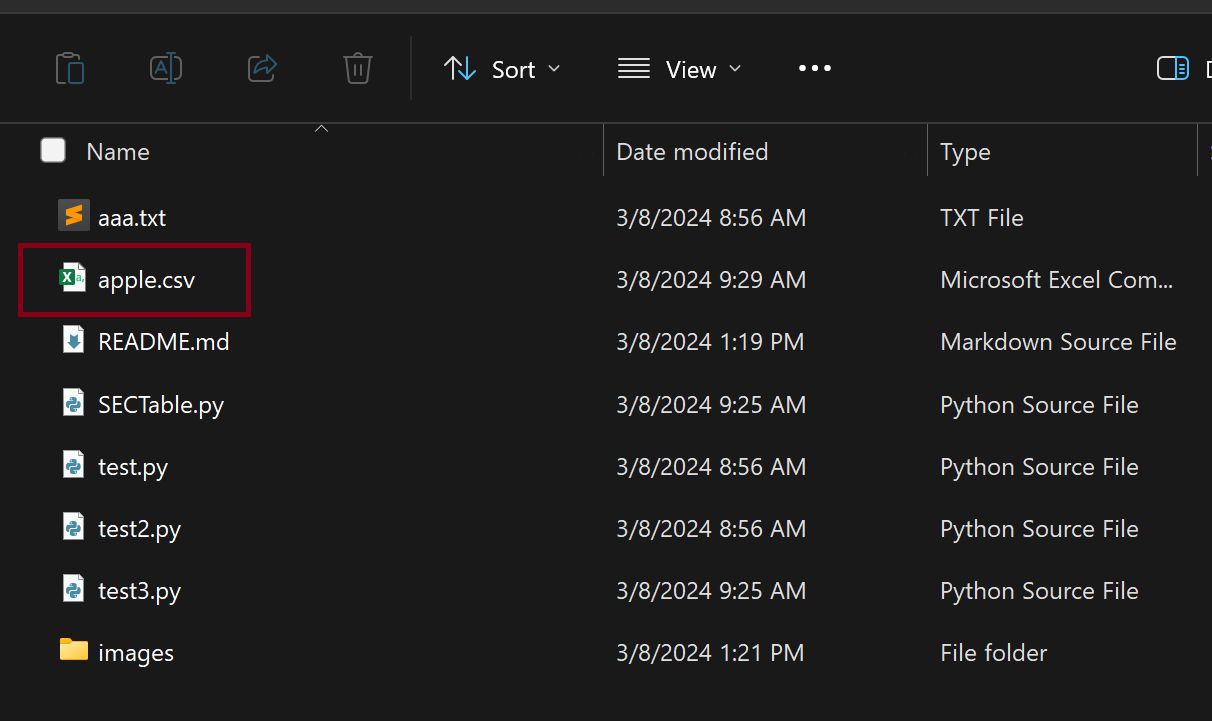 Sort View
Name Date modified Type
aaa.txt 3/8/2024 8:56 AM TXT File
apple.csv 3/8/2024 9:29 AM Microsoft Excel Com...
README.md 3/8/2024 1:19 PM Markdown Source File
SECTable.py 3/8/2024 9:25 AM Python Source File
test.py 3/8/2024 8:56 AM Python Source File
test2.py 3/8/2024 8:56 AM Python Source File
test3.py 3/8/2024 9:25 AM Python Source File
images 3/8/2024 1:21 PM File folder